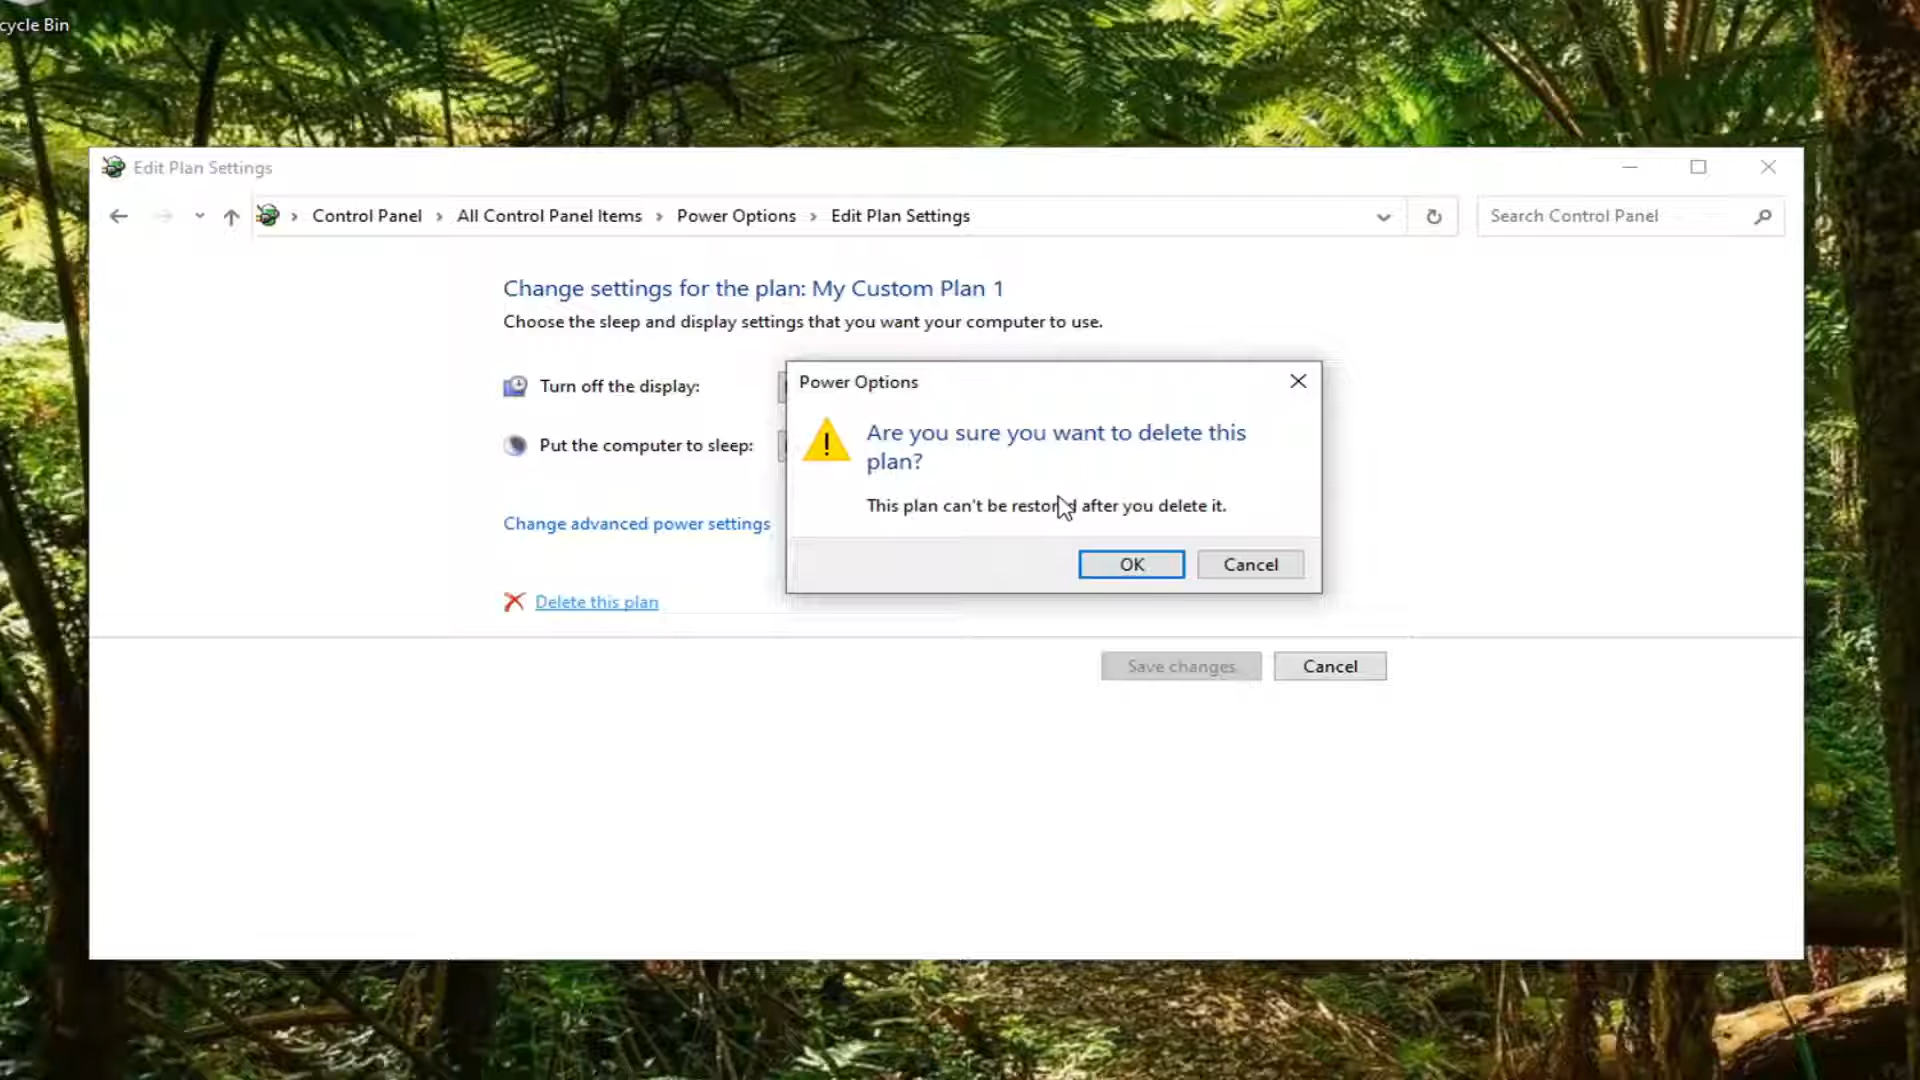 cycle Bin
Edit Plan Settings
Control Panel > All Control Panel Items > Power Options > Edit Plan Settings
Search Control Panel
Change settings for the plan: My Custom Plan 1
Choose the sleep and display settings that you want your computer to use.
Turn off the display:
Put the computer to sleep:
Change advanced power settings
Delete this plan
Power Options
Are you sure you want to delete this
plan?
This plan can't be restored after you delete it.
OK
Cancel
Save changes
Cancel